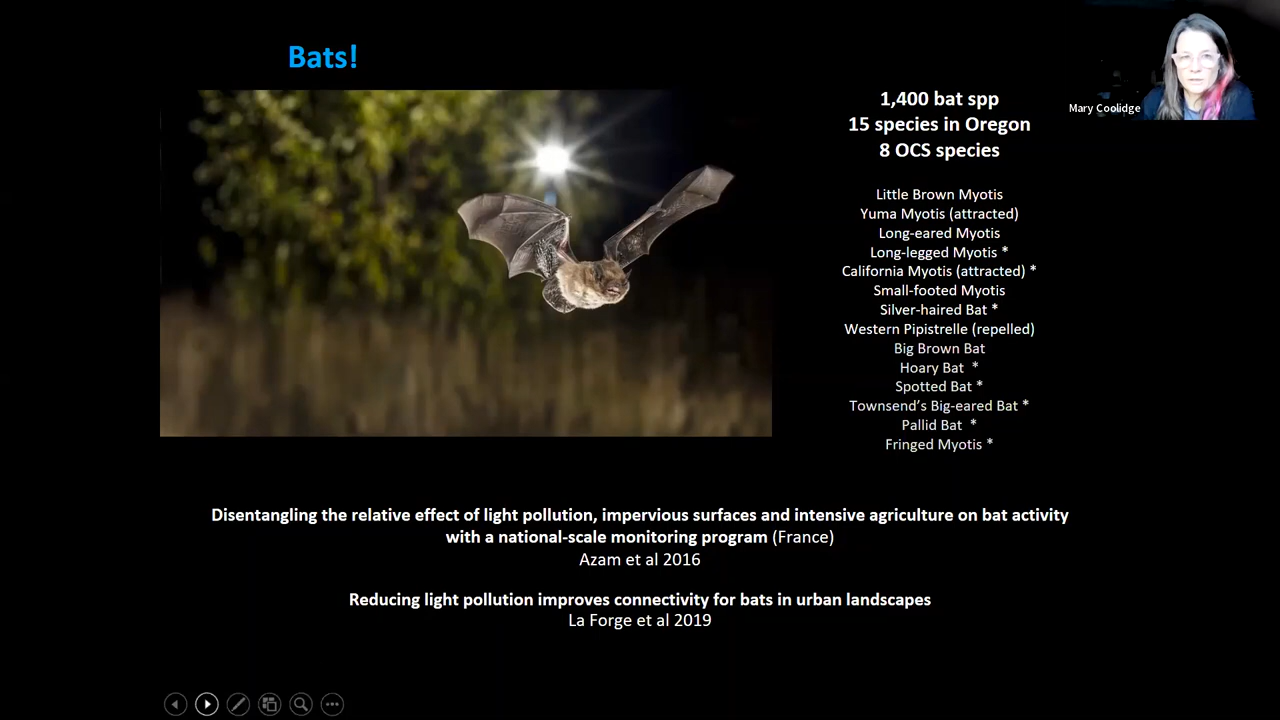 Bats!
1,400 bat spp
15 species in Oregon
8 OCS species
Mary Coolidge
Little Brown Myotis
Yuma Myotis (attracted)
Long-eared Myotis
Long-legged Myotis *
California Myotis (attracted) *
Small-footed Myotis
Silver-haired Bat *
Western Pipistrelle (repelled)
Big Brown Bat
Hoary Bat *
Spotted Bat *
Townsend’s Big-eared Bat *
Pallid Bat *
Fringed Myotis *
Disentangling the relative effect of light pollution, impervious surfaces and intensive agriculture on bat activity
with a national-scale monitoring program (France)
Azam et al 2016
Reducing light pollution improves connectivity for bats in urban landscapes
La Forge et al 2019